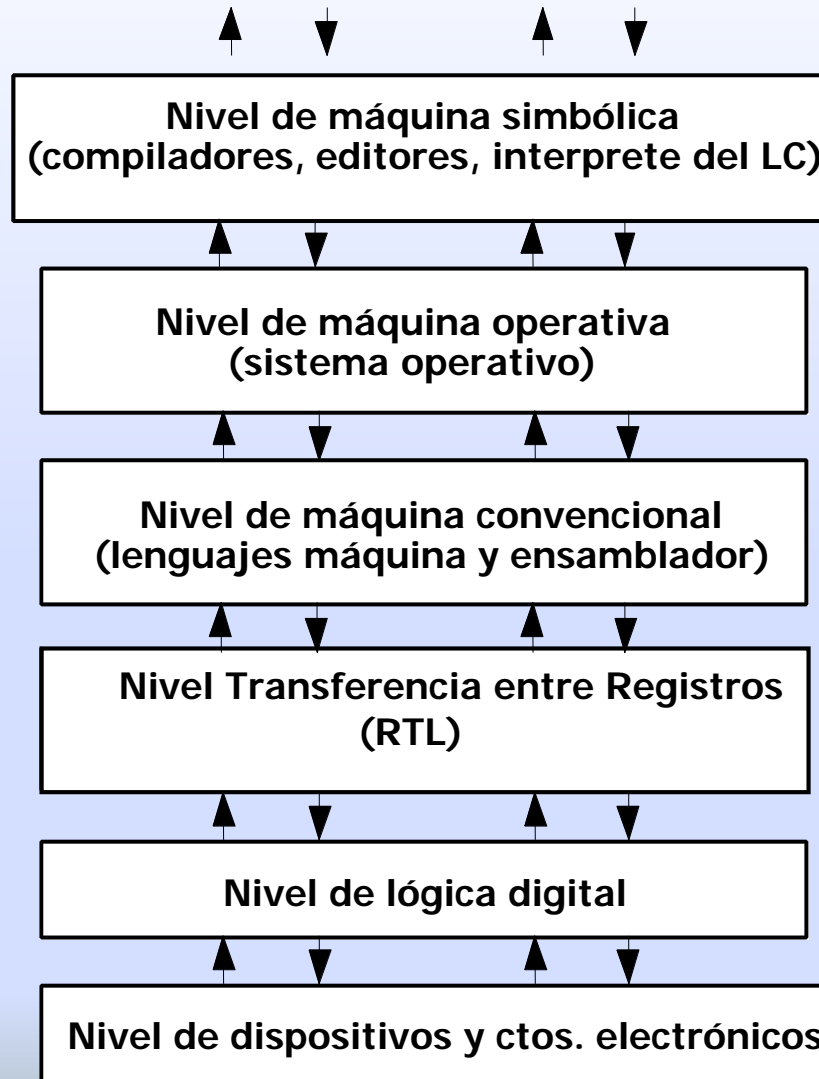 Nivel de máquina simbólica
(compiladores, editores, interprete del LC)
Nivel de máquina operativa
(sistema operativo)
Nivel de máquina convencional
(lenguajes máquina y ensamblador)
Nivel Transferencia entre Registros
(RTL)
Nivel de lógica digital
Nivel de dispositivos y ctos. electrónicos